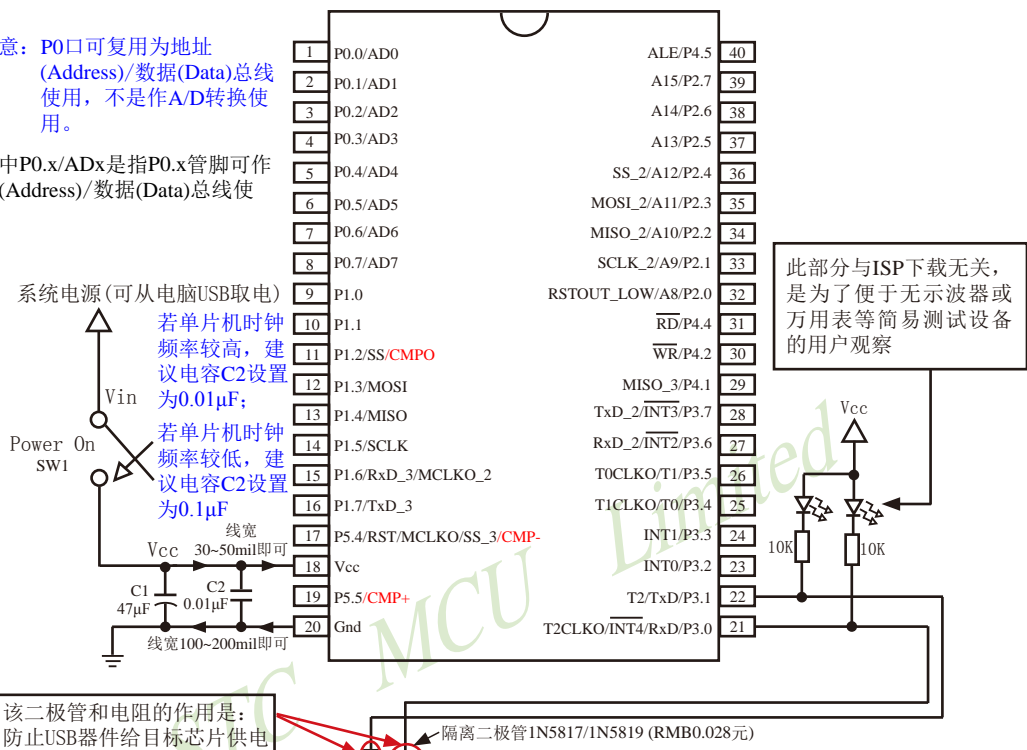 意：P0口可复用为地址
(Address)/数据(Data)总线
使用，不是作A/D转换使
用。
中P0.x/ADx是指P0.x管脚可作
(Address)/数据(Data)总线使
系统电源(可从电脑USB取电)
若单片机时钟
频率较高，建
议电容C2设置
为0.01μF;
若单片机时钟
频率较低，建
议电容C2设置
为0.1μF
Vin
Power On
SW1
Vcc
线宽
30~50mil即可
C1
47μF
C2
0.01μF
线宽100~200mil即可
1 P0.0/AD0
2 P0.1/AD1
3 P0.2/AD2
4 P0.3/AD3
5 P0.4/AD4
6 P0.5/AD5
7 P0.6/AD6
8 P0.7/AD7
9 P1.0
10 P1.1
11 P1.2/SS/CMPO
12 P1.3/MOSI
13 P1.4/MISO
14 P1.5/SCLK
15 P1.6/RxD_3/MCLKO_2
16 P1.7/TxD_3
17 P5.4/RST/MCLKO/SS_3/CMP-
18 Vcc
19 P5.5/CMP+
20 Gnd
ALE/P4.5 40
A15/P2.7 39
A14/P2.6 38
A13/P2.5 37
SS_2/A12/P2.4 36
MOSI_2/A11/P2.3 35
MISO_2/A10/P2.2 34
SCLK_2/A9/P2.1 33
RSTOUT_LOW/A8/P2.0 32
RD/P4.4 31
WR/P4.2 30
MISO_3/P4.1 29
TxD_2/INT3/P3.7 28
RxD_2/INT2/P3.6 27
T0CLKO/T1/P3.5 26
T1CLKO/T0/P3.4 25
INT1/P3.3 24
INT0/P3.2 23
T2/TxD/P3.1 22
T2CLKO/INT4/RxD/P3.0 21
此部分与ISP下载无关，
是为了便于无示波器或
万用表等简易测试设备
的用户观察
Vcc
10K
10K
STC MCU Limited
该二极管和电阻的作用是：
防止USB器件给目标芯片供电
隔离二极管1N5817/1N5819 (RMB0.028元)